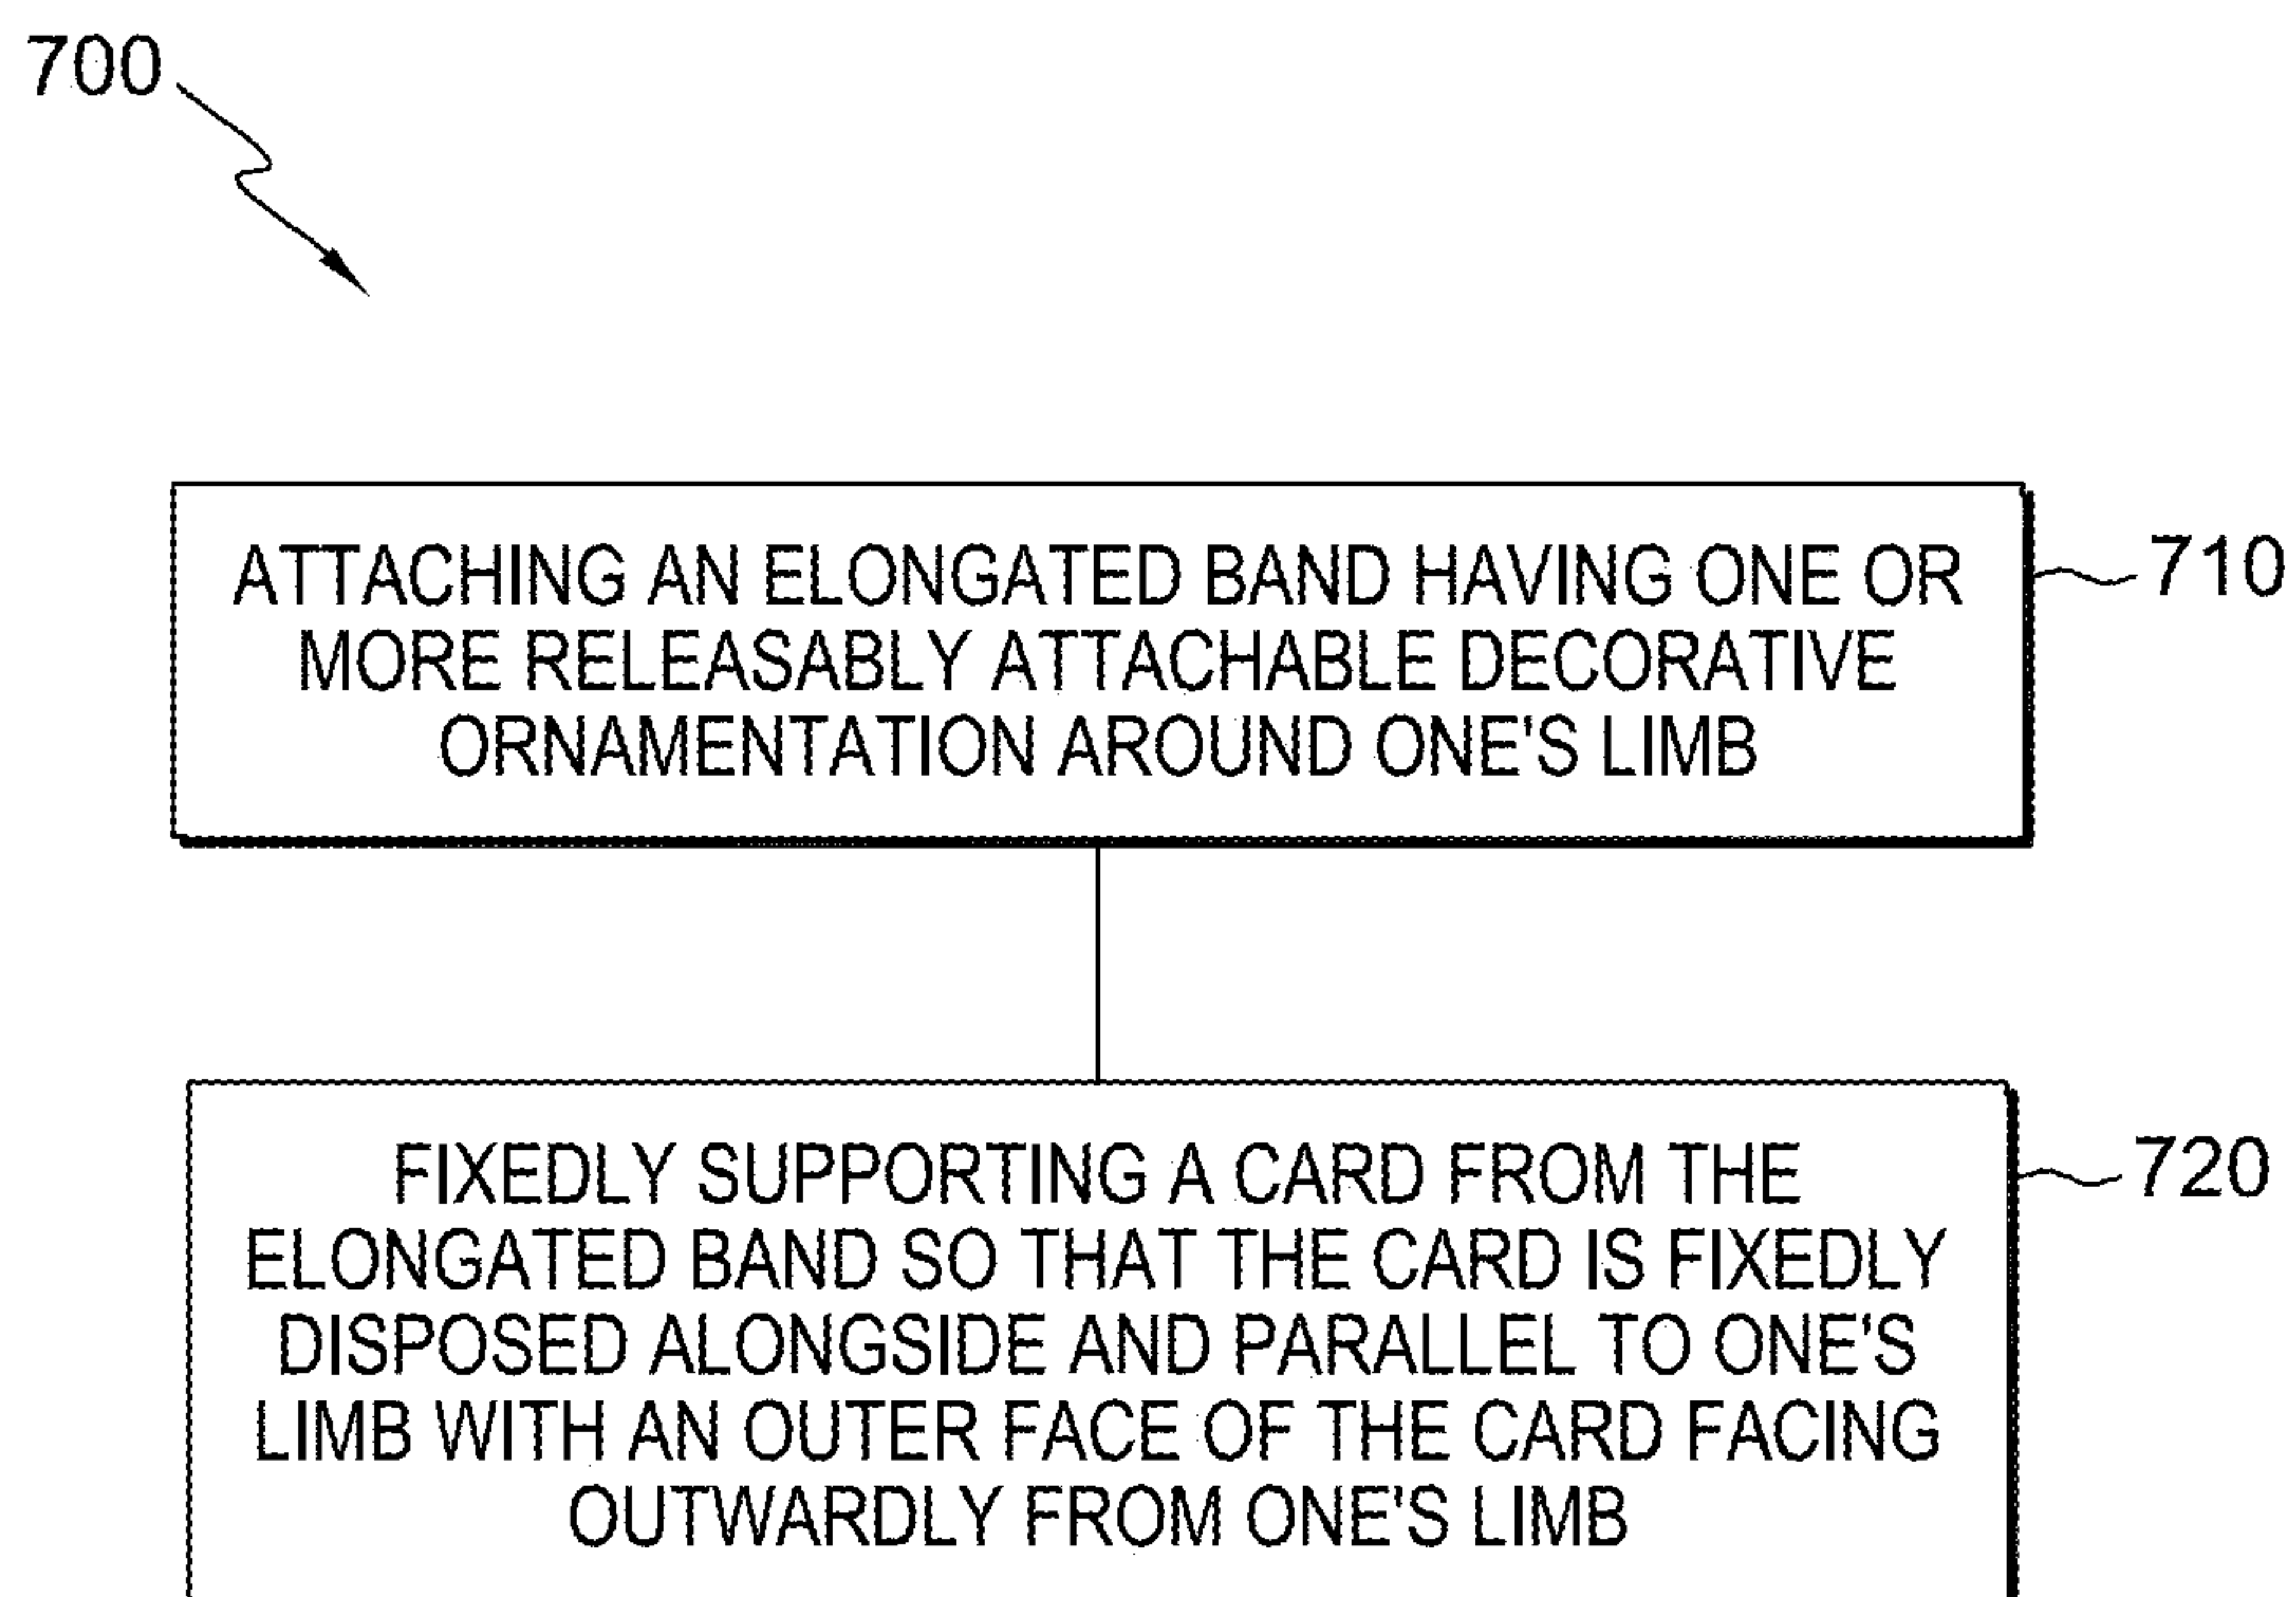 700
ATTACHING AN ELONGATED BAND HAVING ONE OR
MORE RELEASABLY ATTACHABLE DECORATIVE
ORNAMENTATION AROUND ONE'S LIMB
710
FIXEDLY SUPPORTING A CARD FROM THE
ELONGATED BAND SO THAT THE CARD IS FIXEDLY
DISPOSED ALONGSIDE AND PARALLEL TO ONE'S
LIMB WITH AN OUTER FACE OF THE CARD FACING
OUTWARDLY FROM ONE'S LIMB
720